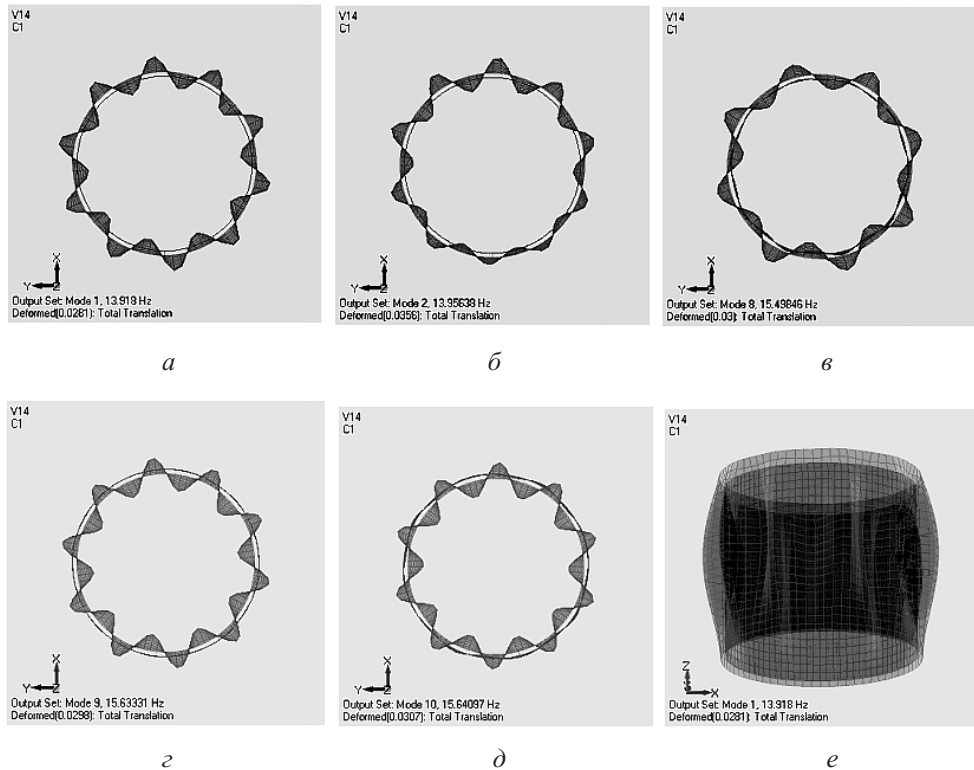 V14
C1
X
Y
Z
Output Set: Mode 1, 13.918 Hz
Deformed(0.0281): Total Translation
а
V14
C1
X
Y
Z
Output Set: Mode 2, 13.95638 Hz
Deformed(0.0356): Total Translation
б
V14
C1
X
Y
Z
Output Set: Mode 8, 15.49846 Hz
Deformed(0.03): Total Translation
в
V14
C1
X
Y
Z
Output Set: Mode 9, 15.63331 Hz
Deformed(0.0298): Total Translation
г
V14
C1
X
Y
Z
Output Set: Mode 10, 15.64097 Hz
Deformed(0.0307): Total Translation
д
V14
C1
Z
X
Output Set: Mode 1, 13.918 Hz
Deformed(0.0281): Total Translation
е